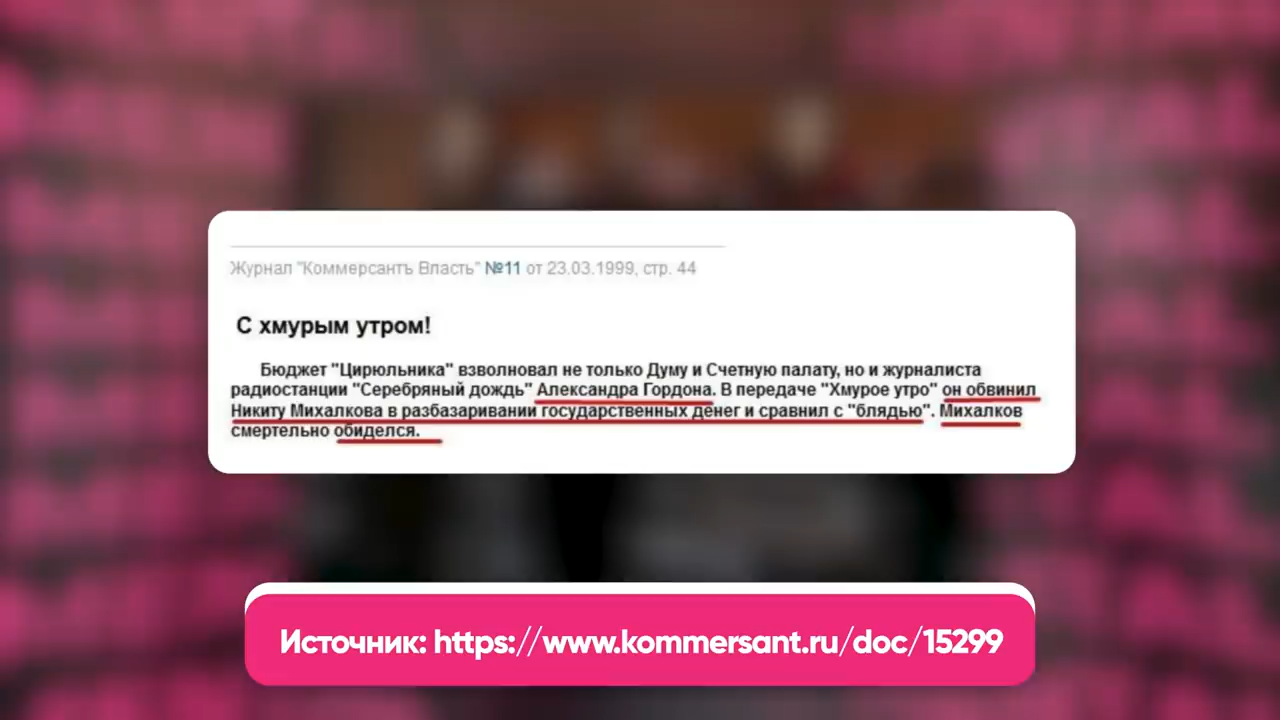 Журнал "Коммерсантъ Власть" №11 от 23.03.1999, стр. 44
С хмурым утром!
Бюджет "Цирюльника" взволновал не только Думу и Счетную палату, но и журналиста
радиостанции "Серебряный дождь" Александра Гордона. В передаче "Хмурое утро" он обвинил
Никиту Михалкова в разбазаривании государственных денег и сравнил с "блядью". Михалков
смертельно обиделся.
Источник: https://www.kommersant.ru/doc/15299